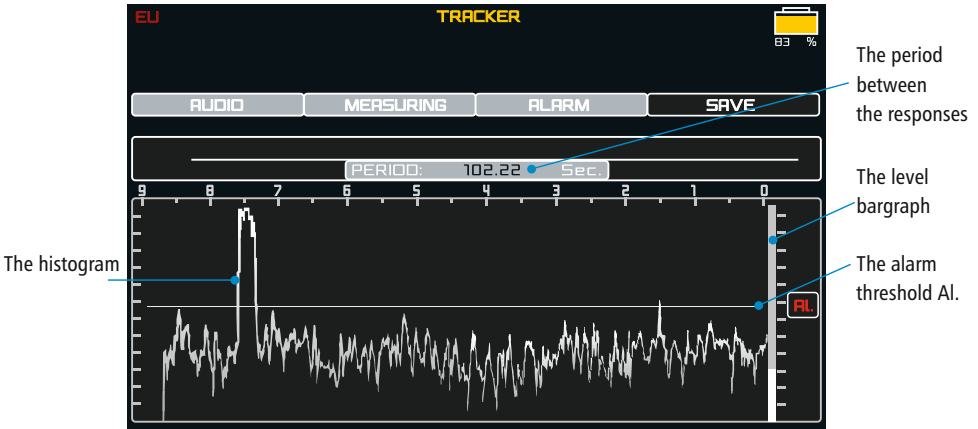 EU
TRACKER
83 %
AUDIO
MEASURING
ALARM
SAVE
PERIOD: 102.22 Sec.
9 8 7 6 5 4 3 2 1 0
Al.
The period
between
the responses
The level
bargraph
The histogram
The alarm
threshold Al.